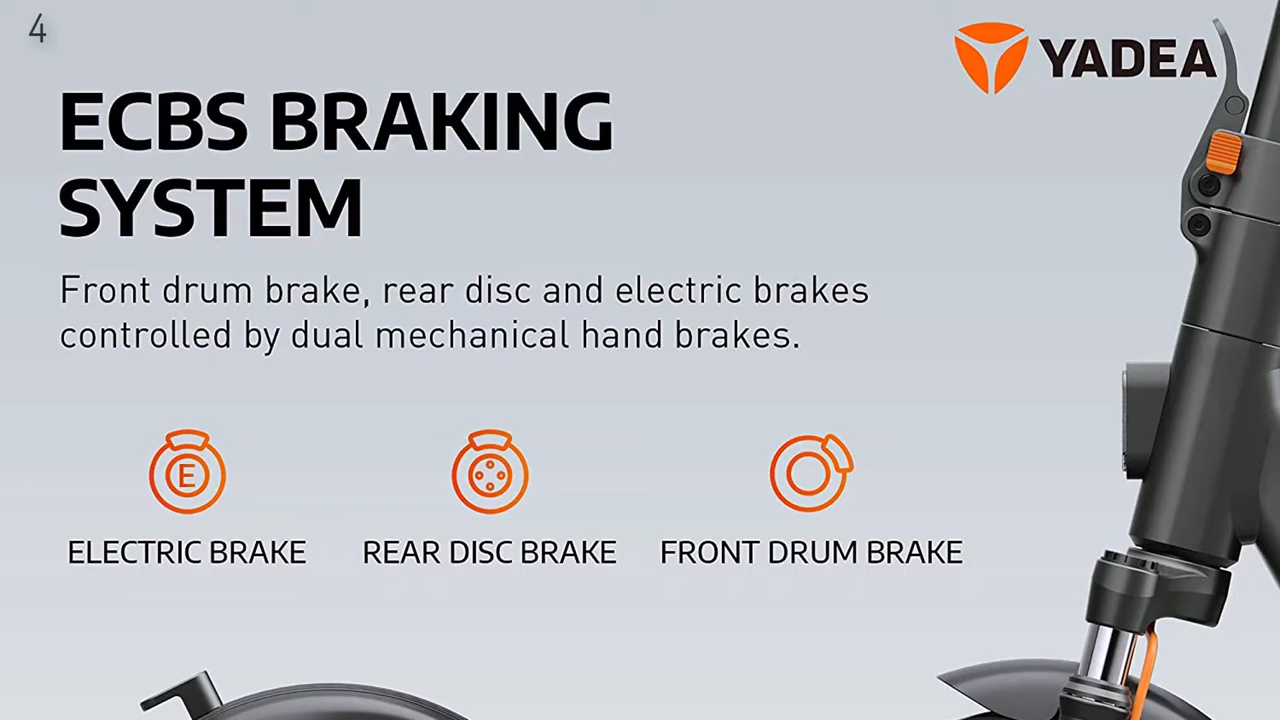 4
YADEA
ECBS BRAKING
SYSTEM
Front drum brake, rear disc and electric brakes
controlled by dual mechanical hand brakes.
E
ELECTRIC BRAKE
REAR DISC BRAKE
FRONT DRUM BRAKE